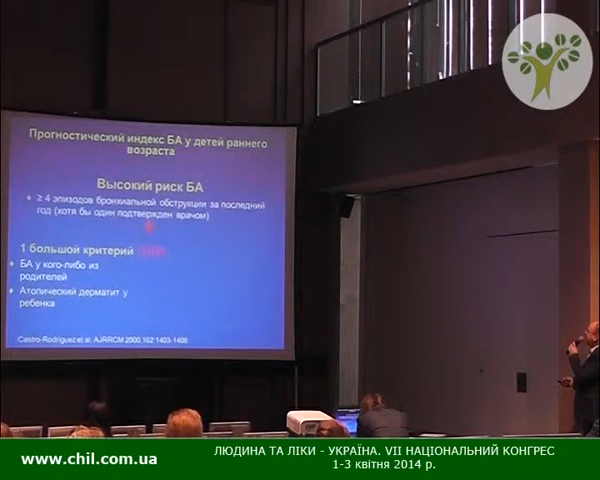 Прогностический индекс БА у детей раннего
возраста
Высокий риск БА
≥ 4 эпизодов бронхиальной обструкции за последний
год (хотя бы один подтвержден врачом)
+
1 большой критерий
БА у кого-либо из
родителей
Атопический дерматит у
ребенка
Castro-Rodriguez et al. AJRRCM 2000;162:1403-1406
www.chil.com.ua
ЛЮДИНА ТА ЛІКИ - УКРАЇНА. VII НАЦІОНАЛЬНИЙ КОНГРЕС
1-3 квітня 2014 р.